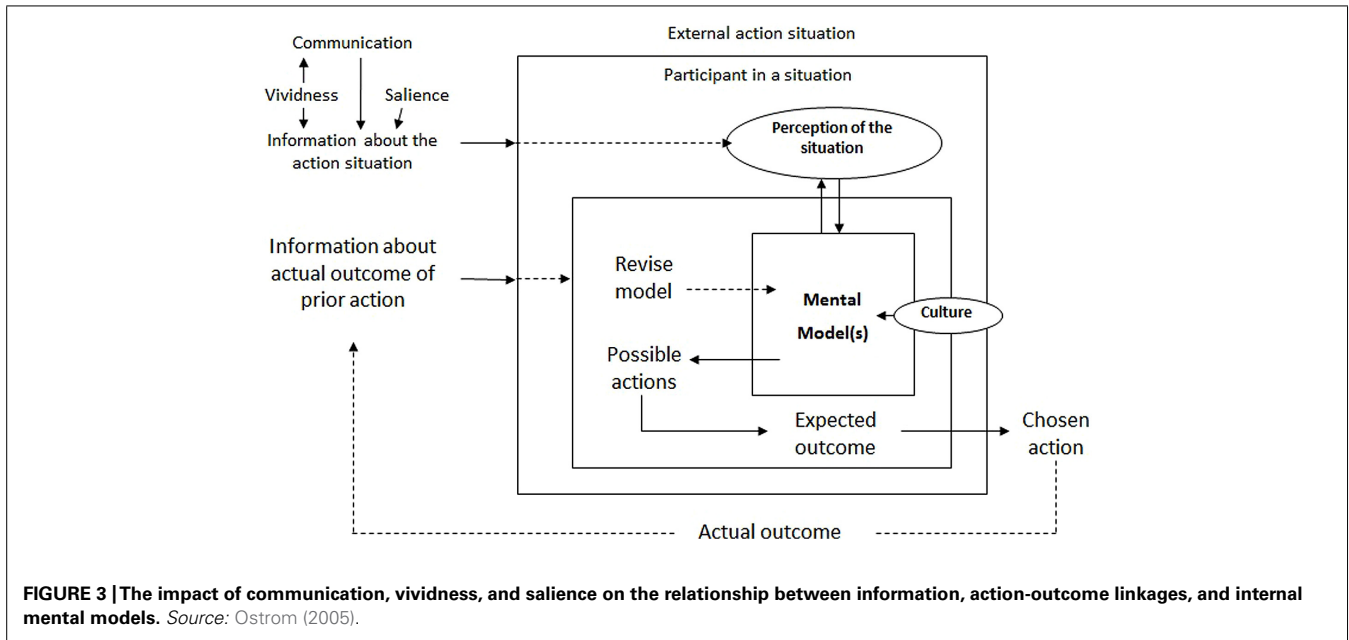 External action situation
Communication
Participant in a situation
Vividness
Salience
Information about the
action situation
Perception of the
situation
Information about
actual outcome of
prior action
Revise
model
Mental
Model(s)
Culture
Possible
actions
Expected
outcome
Chosen
action
Actual outcome
FIGURE 3 | The impact of communication, vividness, and salience on the relationship between information, action-outcome linkages, and internal
mental models. Source: Ostrom (2005).